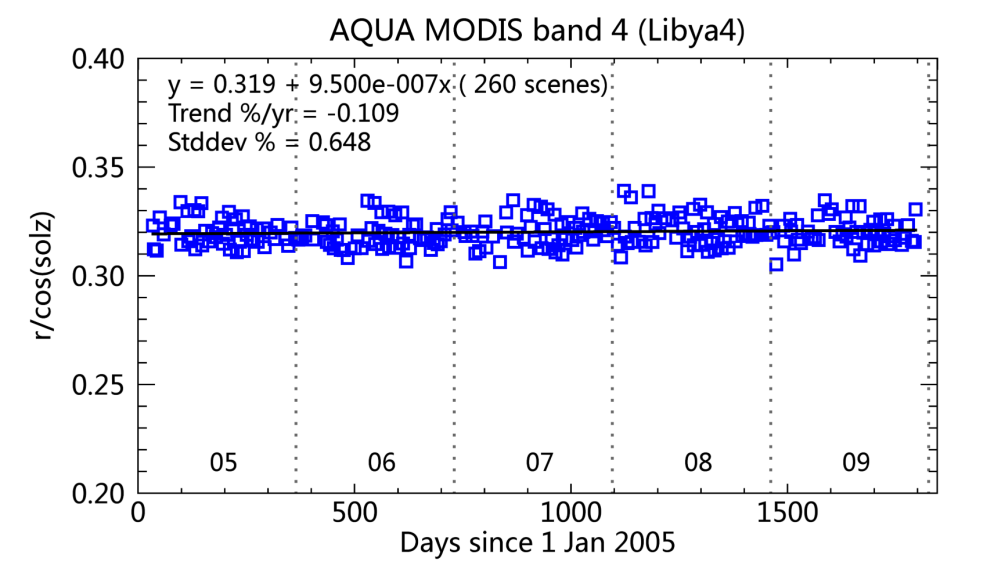 AQUA MODIS band 4 (Libya4)
0.40
y = 0.319 + 9.500e-007x ( 260 scenes)
Trend %/yr = -0.109
Stddev % = 0.648
0.35
0.30
0.25
0.20
r/cos(solz)
05 06 07 08 09
0 500 1000 1500
Days since 1 Jan 2005